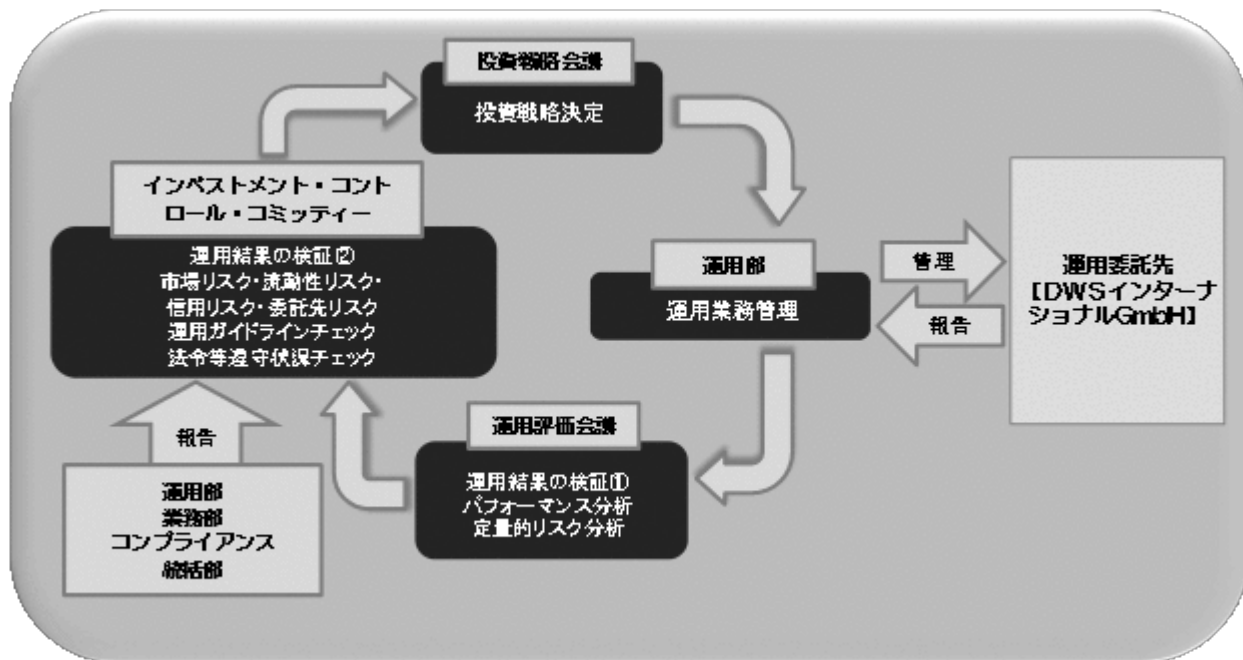 投資戦略会議
投資戦略決定
インベストメント・コント
ロール・コミッティー
運用結果の検証②
市場リスク・流動性リスク・
信用リスク・委託先リスク
運用ガイドラインチェック
法令等遵守状況チェック
運用部
運用業務管理
管理
報告
運用委託先
【DWSインターナ
ショナルGmbH】
運用評価会議
運用結果の検証①
パフォーマンス分析
定量的リスク分析
報告
運用部
業務部
コンプライアンス
統括部